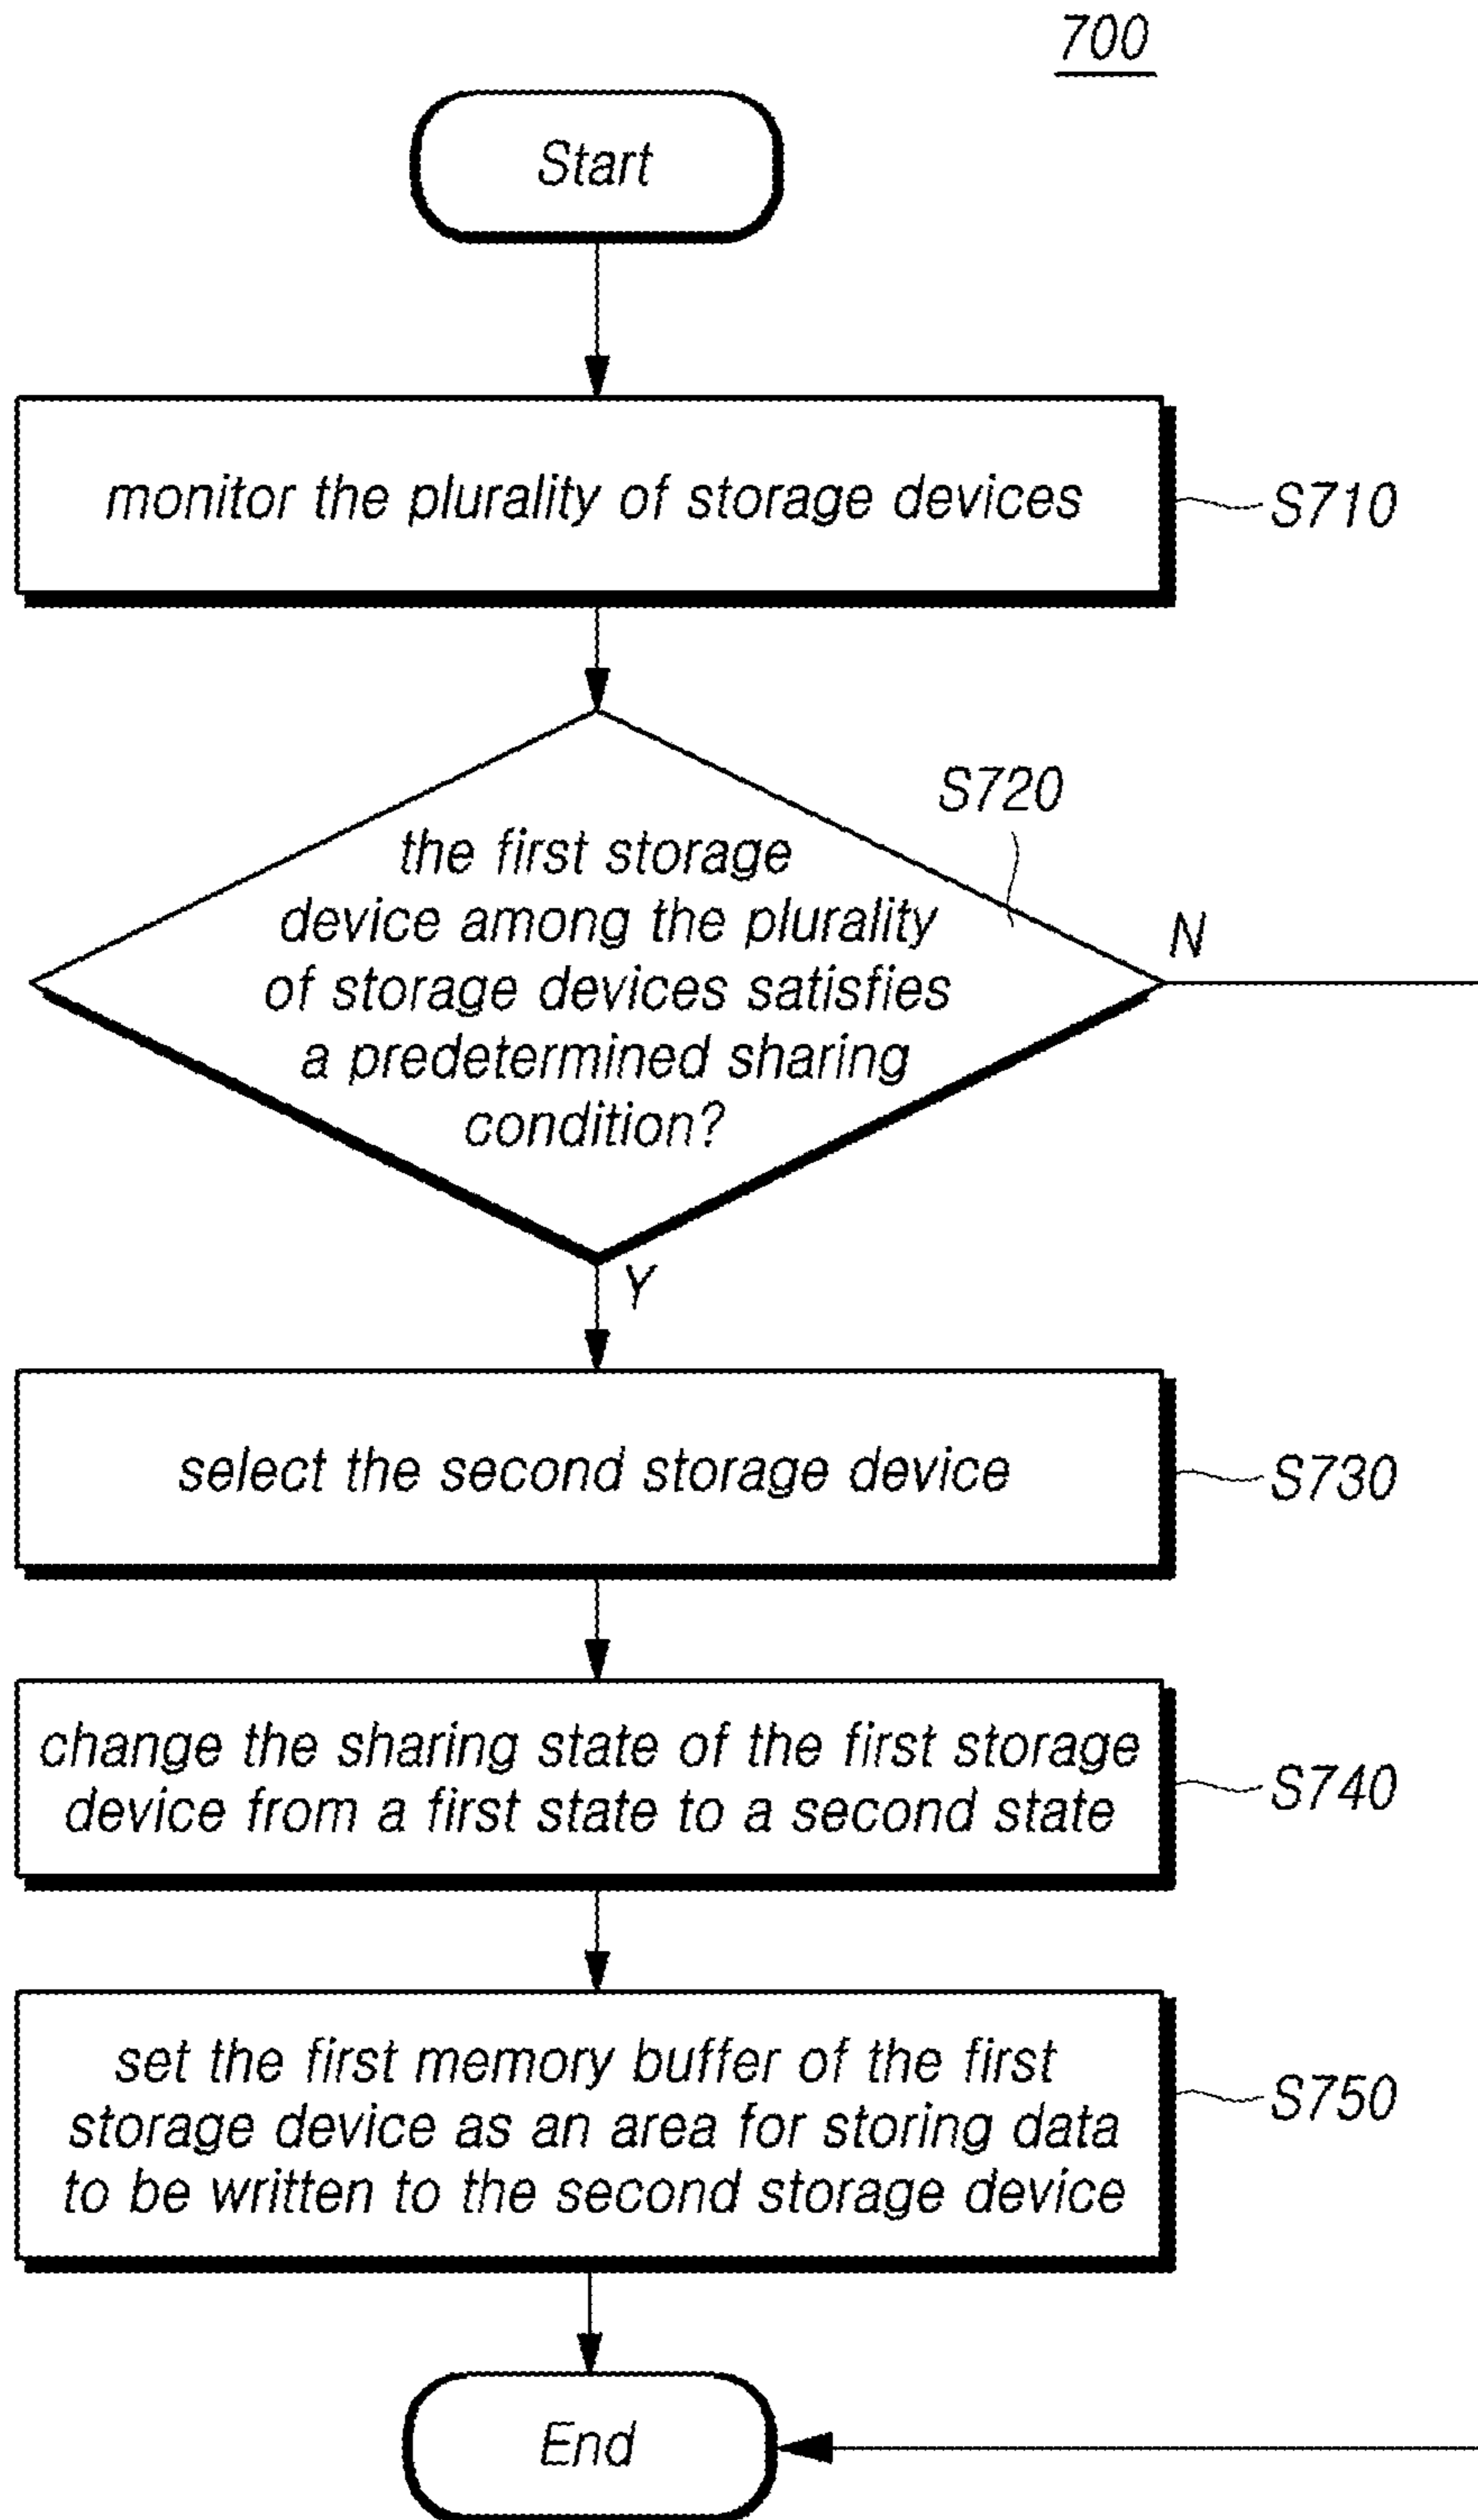 700
Start
monitor the plurality of storage devices
S710
S720
the first storage
device among the plurality
of storage devices satisfies
a predetermined sharing
condition?
N
Y
select the second storage device
S730
change the sharing state of the first storage
device from a first state to a second state
S740
set the first memory buffer of the first
storage device as an area for storing data
to be written to the second storage device
S750
End